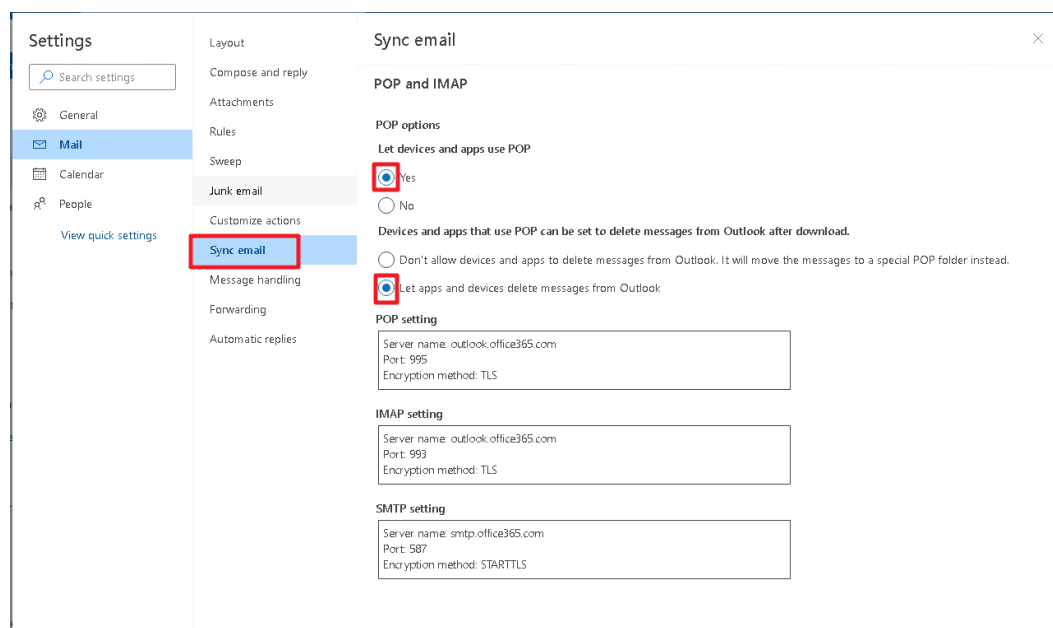 Settings
Search settings
General
Mail
Calendar
People
View quick settings
Layout
Compose and reply
Attachments
Rules
Sweep
Junk email
Customize actions
Sync email
Message handling
Forwarding
Automatic replies
Sync email
POP and IMAP
POP options
Let devices and apps use POP
Yes
No
Devices and apps that use POP can be set to delete messages from Outlook after download.
Don't allow devices and apps to delete messages from Outlook. It will move the messages to a special POP folder instead.
Let apps and devices delete messages from Outlook
POP setting
Server name: outlook.office365.com
Port: 995
Encryption method: TLS
IMAP setting
Server name: outlook.office365.com
Port: 993
Encryption method: TLS
SMTP setting
Server name: smtp.office365.com
Port: 587
Encryption method: STARTTLS